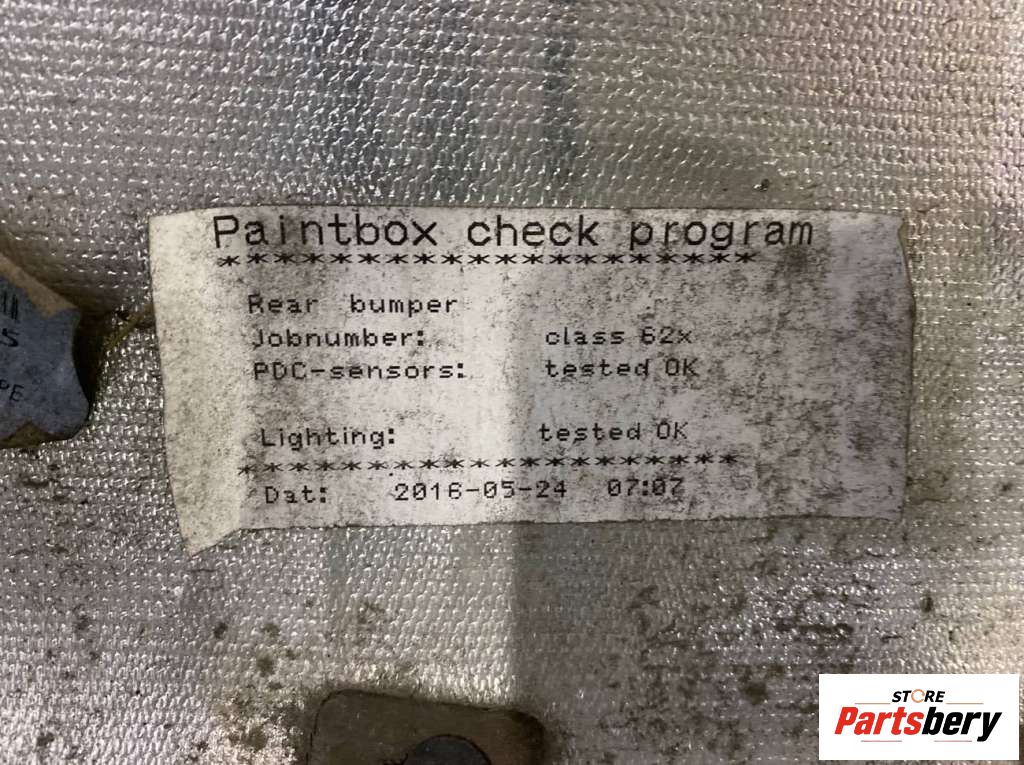 Paintbox check program
********************
Rear bumper
Jobnumber: class 62x
PDC-sensors: tested OK
Lighting: tested OK
********************
Dat: 2016-05-24 07:07
STORE
Partsbery